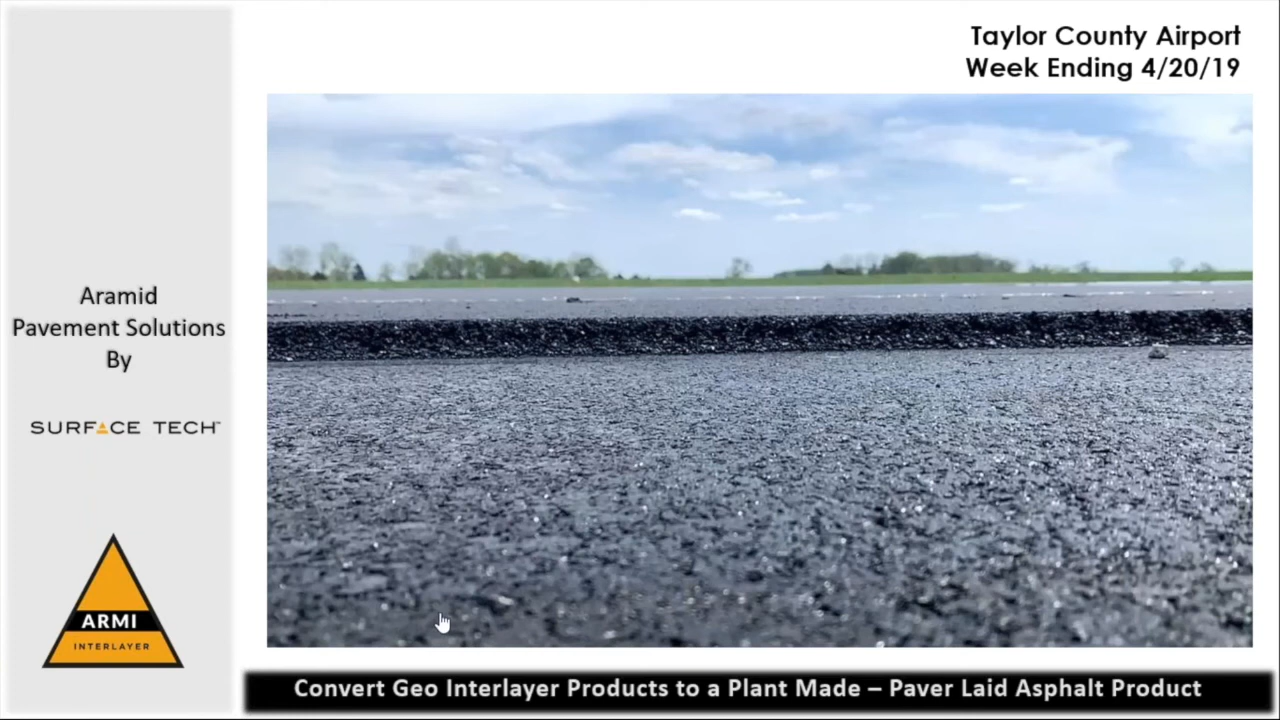 Taylor County Airport
Week Ending 4/20/19
Aramid
Pavement Solutions
By
SURFACE TECH™
ARMI
INTERLAYER
Convert Geo Interlayer Products to a Plant Made – Paver Laid Asphalt Product